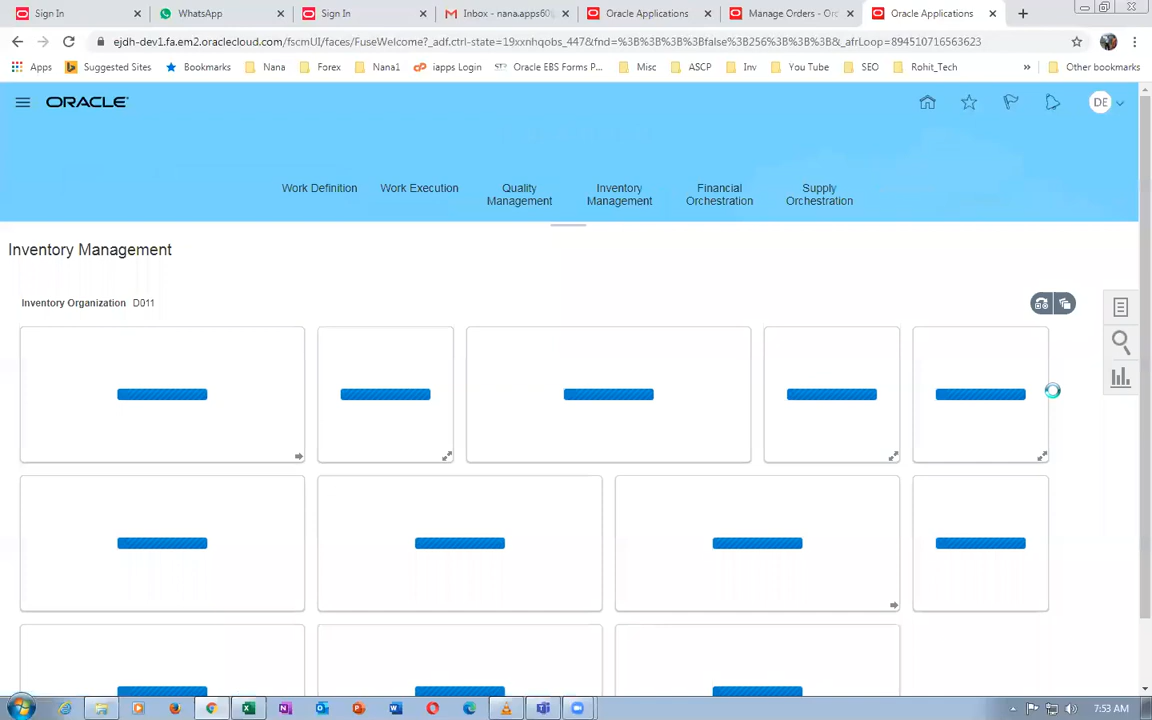 Sign In
WhatsApp
Sign In
Inbox - nana.apps60@
Oracle Applications
Manage Orders - Orc
Oracle Applications
ejdh-dev1.fa.em2.oraclecloud.com/fscmUI/faces/FuseWelcome?_adf.ctrl-state=19xxnhqobs_447&fnd=%3B%3B%3B%3Bfalse%3B256%3B%3B%3B&_afrLoop=894510716563623
Apps
Suggested Sites
Bookmarks
Nana
Forex
Nana1
iapps Login
Oracle EBS Forms P...
Misc
ASCP
Inv
You Tube
SEO
Rohit_Tech
»
Other bookmarks
ORACLE
DE
Work Definition
Work Execution
Quality
Management
Inventory
Management
Financial
Orchestration
Supply
Orchestration
Inventory Management
Inventory Organization D011
7:53 AM